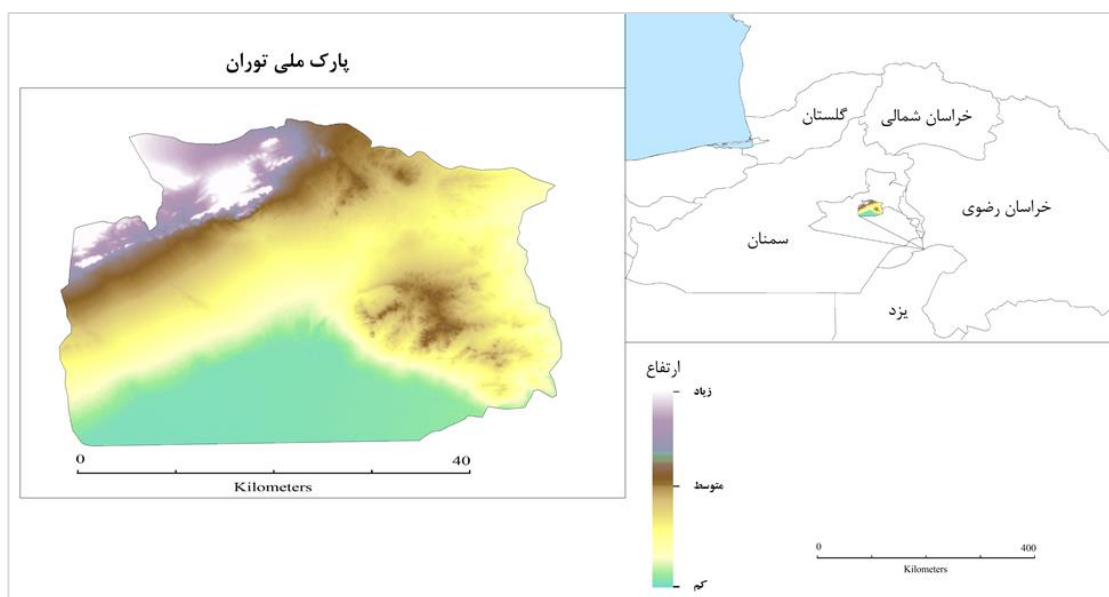 پارک ملی توران
0 40
Kilometers
گلستان
خراسان شمالی
خراسان رضوی
سمنان
یزد
ارتفاع
زیاد
متوسط
کم
0 400
Kilometers